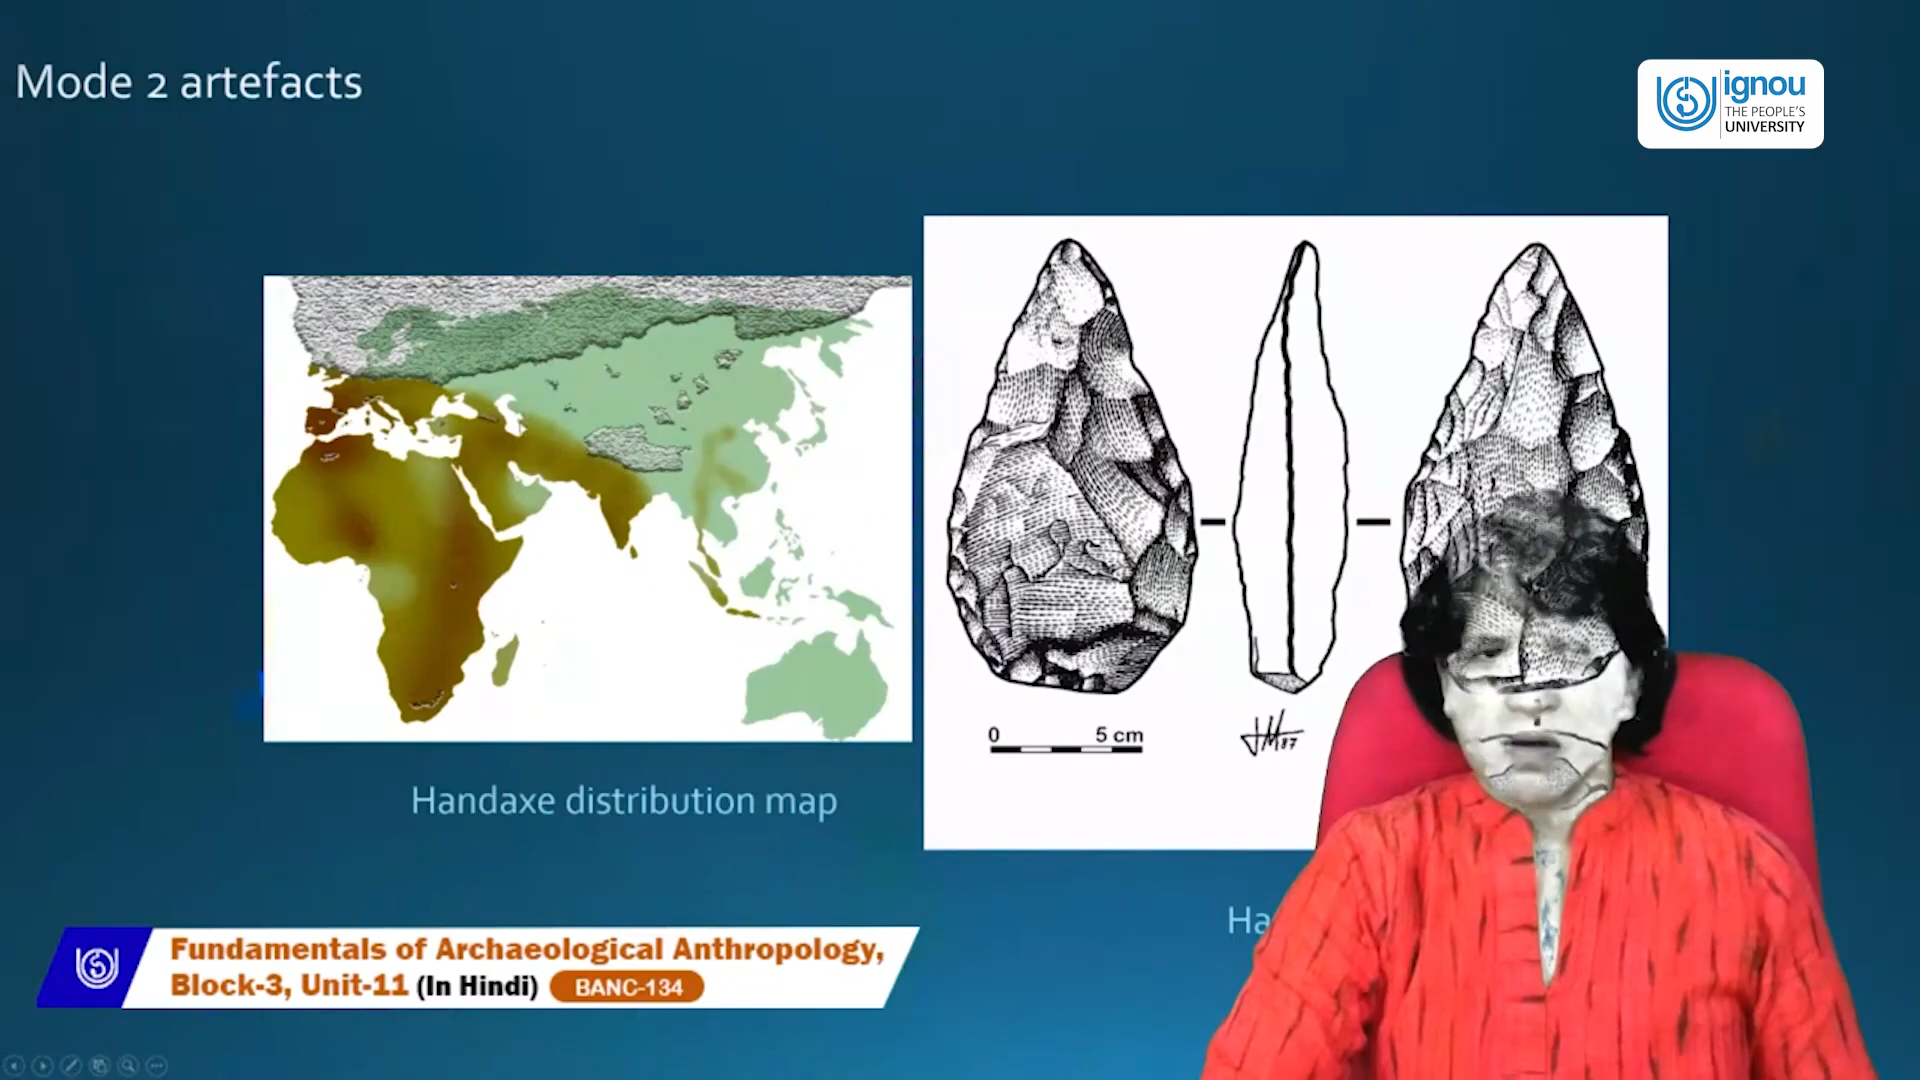 Mode 2 artefacts
ignou
THE PEOPLE'S
UNIVERSITY
0 5 cm
Handaxe distribution map
Fundamentals of Archaeological Anthropology,
Block-3, Unit-11 (In Hindi) BANC-134